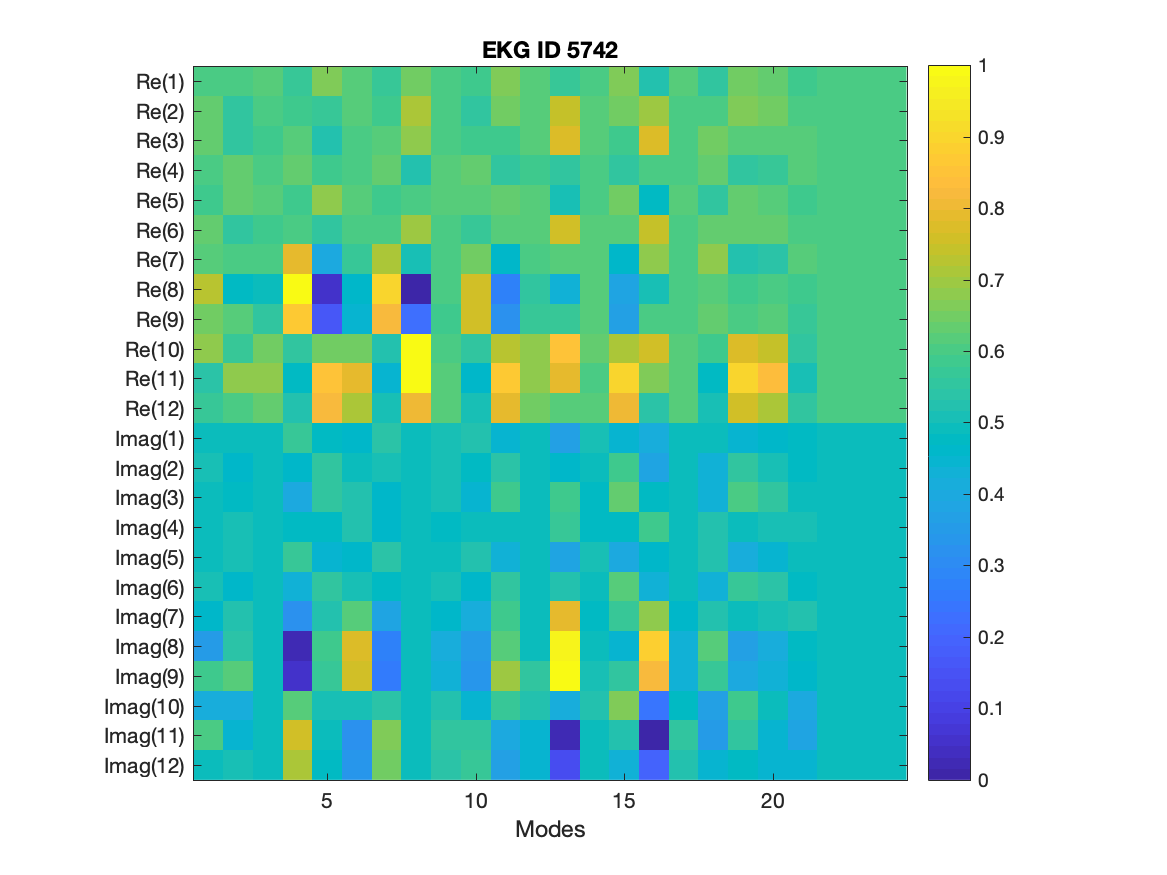 EKG ID 5742
Re(1)
Re(2)
Re(3)
Re(4)
Re(5)
Re(6)
Re(7)
Re(8)
Re(9)
Re(10)
Re(11)
Re(12)
Imag(1)
Imag(2)
Imag(3)
Imag(4)
Imag(5)
Imag(6)
Imag(7)
Imag(8)
Imag(9)
Imag(10)
Imag(11)
Imag(12)
5 10 15 20
Modes
1
0.9
0.8
0.7
0.6
0.5
0.4
0.3
0.2
0.1
0